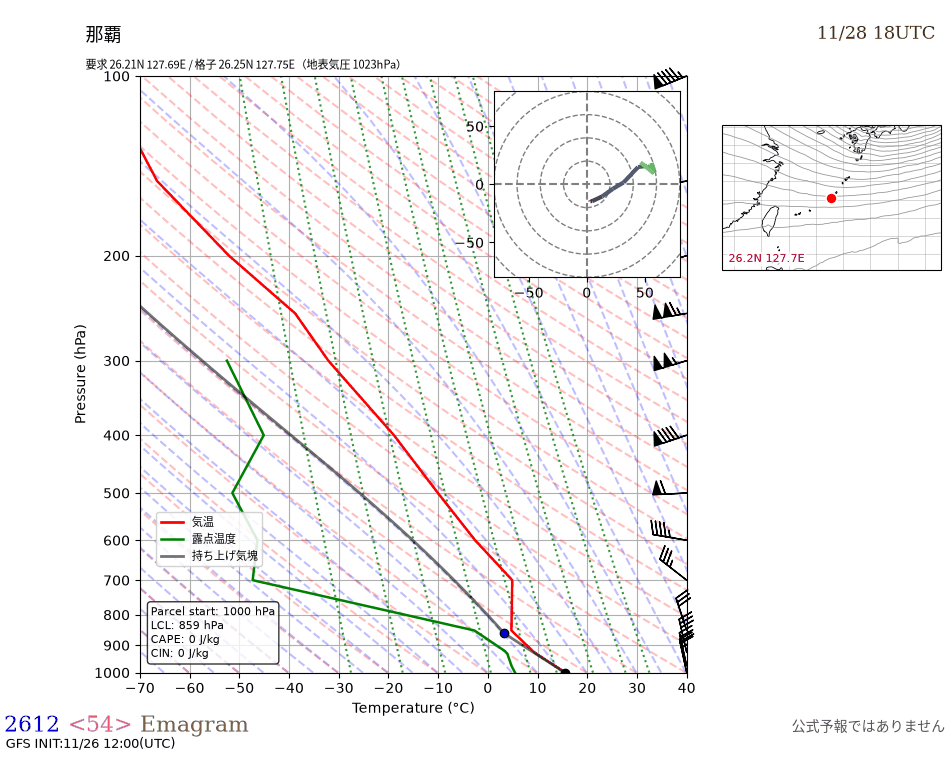 那覇
11/28 18UTC
要求 26.21N 127.69E / 格子 26.25N 127.75E（地表気圧 1023hPa）
100
200
300
400
500
600
700
800
900
1000
Pressure (hPa)
−70 −60 −50 −40 −30 −20 −10 0 10 20 30 40
Temperature (°C)
50
0
−50
−50 0 50
26.2N 127.7E
気温
露点温度
持ち上げ気塊
Parcel start: 1000 hPa
LCL: 859 hPa
CAPE: 0 J/kg
CIN: 0 J/kg
2612 <54> Emagram
公式予報ではありません
GFS INIT:11/26 12:00(UTC)